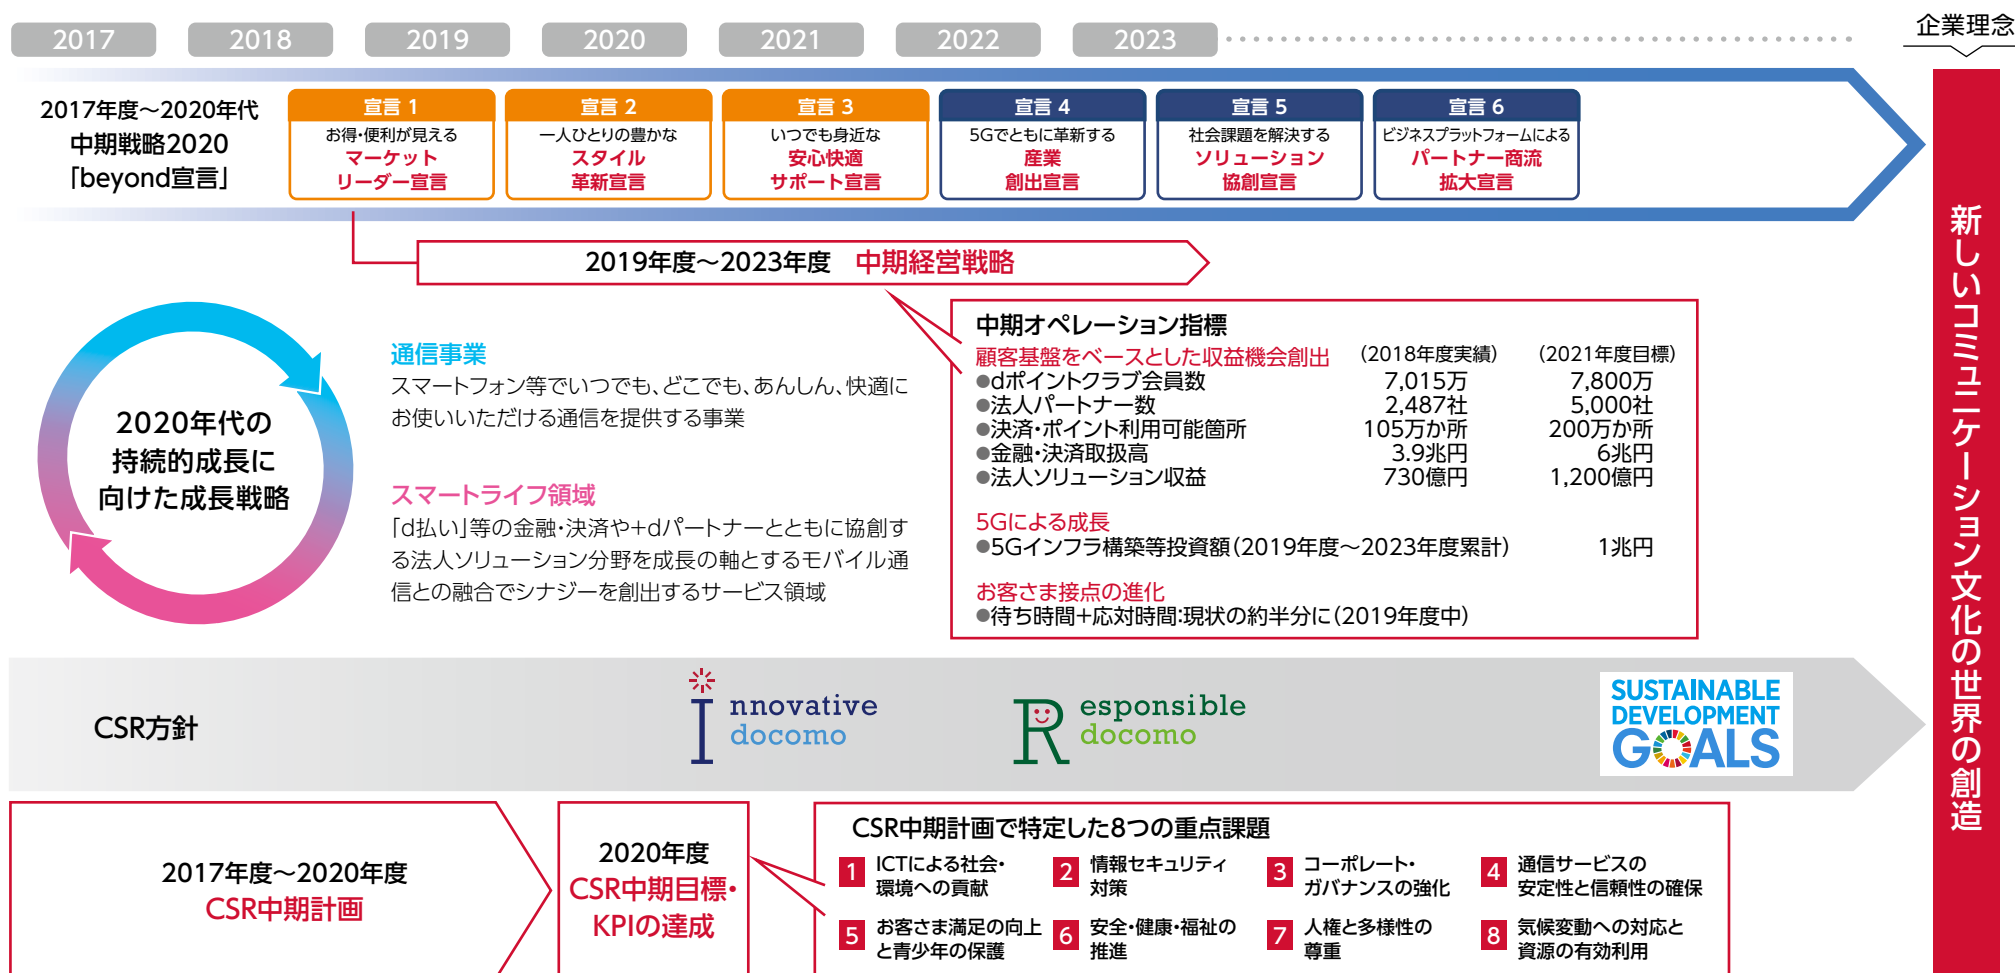 2017
2018
2019
2020
2021
2022
2023
企業理念
2017年度～2020年代
中期戦略2020
「beyond宣言」
宣言 1
お得・便利が見える
マーケット
リーダー宣言
宣言 2
一人ひとりの豊かな
スタイル
革新宣言
宣言 3
いつでも身近な
安心快適
サポート宣言
宣言 4
5Gでともに革新する
産業
創出宣言
宣言 5
社会課題を解決する
ソリューション
協創宣言
宣言 6
ビジネスプラットフォームによる
パートナー商流
拡大宣言
新しいコミュニケーション文化の世界の創造
2019年度～2023年度 中期経営戦略
2020年代の
持続的成長に
向けた成長戦略
通信事業
スマートフォン等でいつでも、どこでも、あんしん、快適に
お使いいただける通信を提供する事業
スマートライフ領域
「d払い」等の金融・決済や+dパートナーとともに協創す
る法人ソリューション分野を成長の軸とするモバイル通
信との融合でシナジーを創出するサービス領域
中期オペレーション指標
顧客基盤をベースとした収益機会創出 （2018年度実績） （2021年度目標）
●dポイントクラブ会員数 7,015万 7,800万
●法人パートナー数 2,487社 5,000社
●決済・ポイント利用可能箇所 105万か所 200万か所
●金融・決済取扱高 3.9兆円 6兆円
●法人ソリューション収益 730億円 1,200億円
5Gによる成長
●5Gインフラ構築等投資額（2019年度～2023年度累計） 1兆円
お客さま接点の進化
●待ち時間+応対時間：現状の約半分に（2019年度中）
CSR方針
Innovative
docomo
Responsible
docomo
SUSTAINABLE
DEVELOPMENT
GOALS
2017年度～2020年度
CSR中期計画
2020年度
CSR中期目標・
KPIの達成
CSR中期計画で特定した8つの重点課題
1 ICTによる社会・
環境への貢献
2 情報セキュリティ
対策
3 コーポレート・
ガバナンスの強化
4 通信サービスの
安定性と信頼性の確保
5 お客さま満足の向上
と青少年の保護
6 安全・健康・福祉の
推進
7 人権と多様性の
尊重
8 気候変動への対応と
資源の有効利用